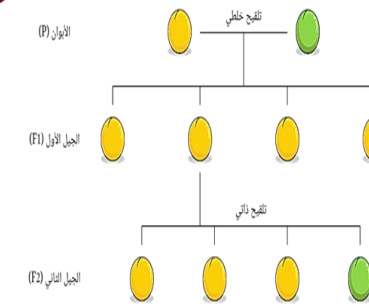 تلقيح خلطي
الأبوان (P)
الجيل الأول (F1)
تلقيح ذاتي
الجيل الثاني (F2)